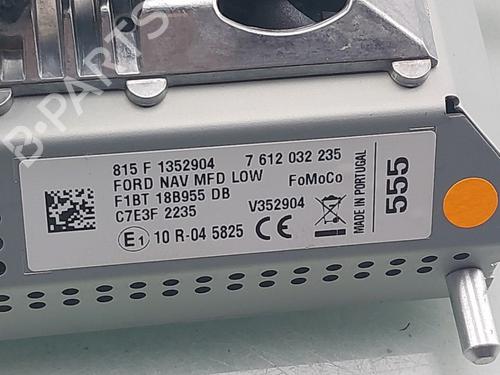 B-PARTS
815 F 1352904 7 612 032 235
FORD NAV MFD LOW
F1BT 18B955 DB FoMoCo
C7E3F 2235 V352904
E1 10 R-04 5825 CE
MADE IN PORTUGAL
555